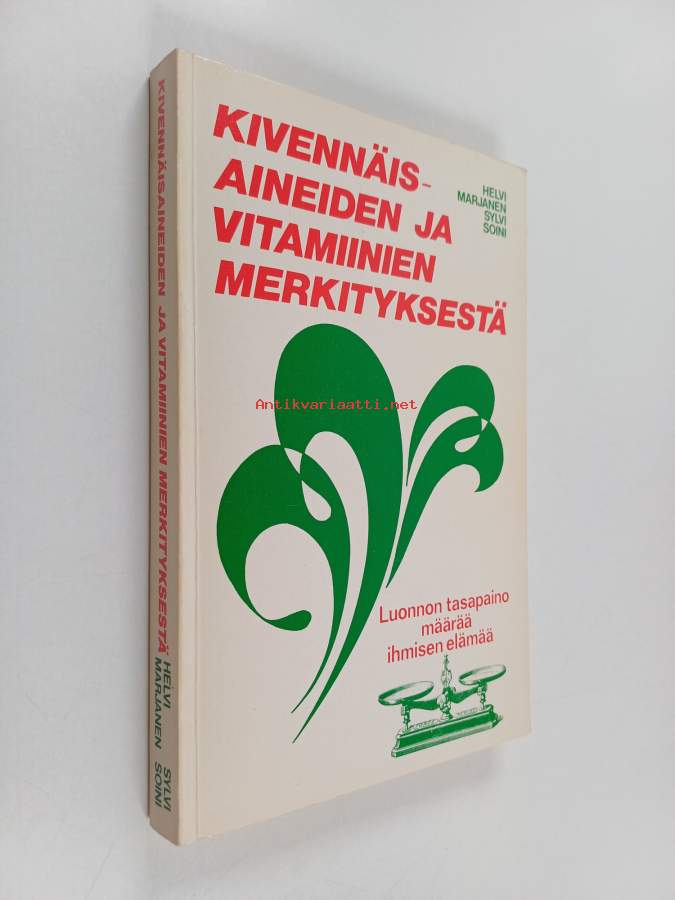 KIVENNÄISAINEIDEN JA VITAMIINIEN MERKITYKSESTÄ
HELVI
MARJANEN
SYLVI
SOINI
KIVENNÄIS-
AINEIDEN JA
VITAMIINIEN
MERKITYKSESTÄ
HELVI
MARJANEN
SYLVI
SOINI
Antikvariaatti.net
Luonnon tasapaino
määrää
ihmisen elämää